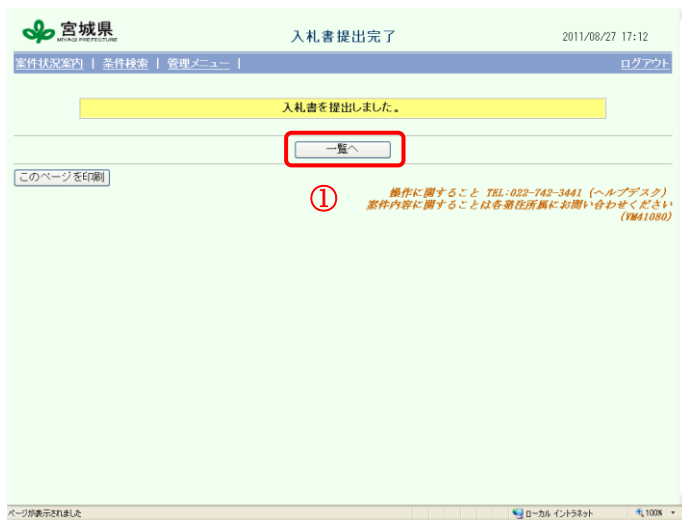 宮城県
MIYAGI PREFECTURE
入札書提出完了
2011/08/27 17:12
案件状況案内 | 条件検索 | 管理メニュー |
ログアウト
入札書を提出しました。
一覧へ
このページを印刷
①
操作に関すること TEL:022-742-3441 (ヘルプデスク)
案件内容に関することは各発注所属にお問い合わせください
(VM41080)
ページが表示されました
ローカル イントラネット
100%